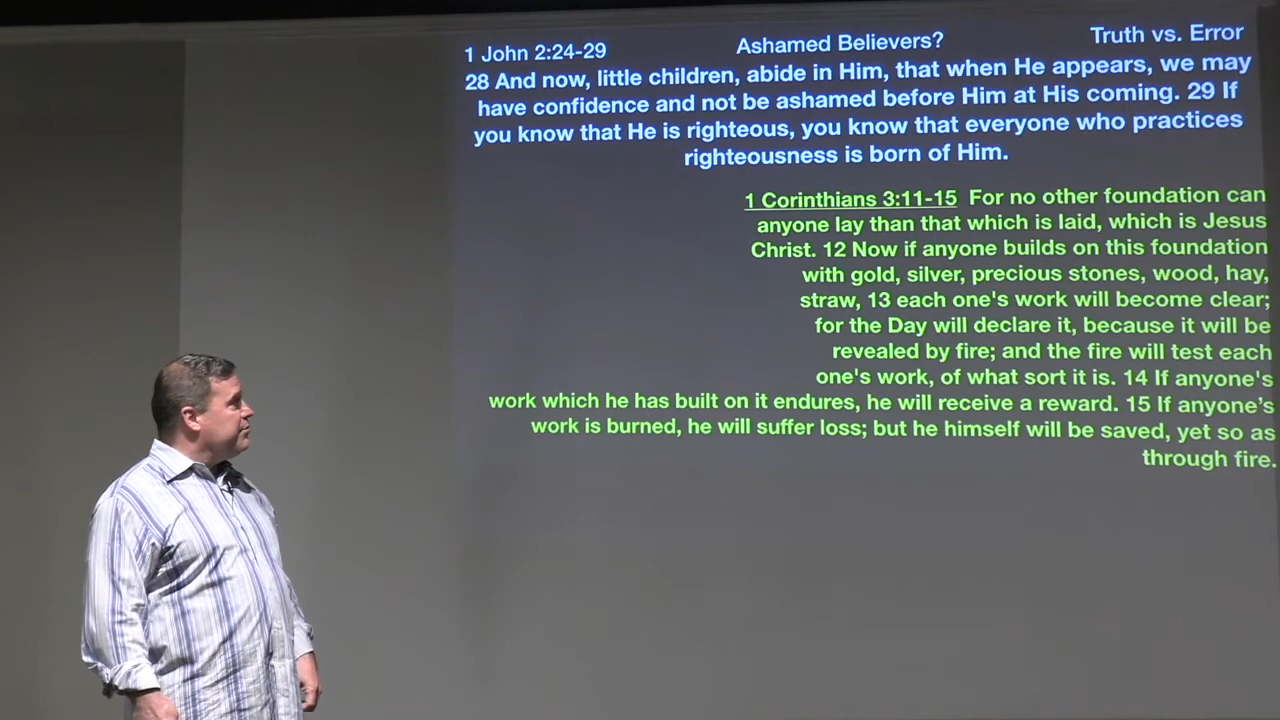 1 John 2:24-29 Ashamed Believers? Truth vs. Error
28 And now, little children, abide in Him, that when He appears, we may
have confidence and not be ashamed before Him at His coming. 29 If
you know that He is righteous, you know that everyone who practices
righteousness is born of Him.
1 Corinthians 3:11-15 For no other foundation can
anyone lay than that which is laid, which is Jesus
Christ. 12 Now if anyone builds on this foundation
with gold, silver, precious stones, wood, hay,
straw, 13 each one's work will become clear;
for the Day will declare it, because it will be
revealed by fire; and the fire will test each
one's work, of what sort it is. 14 If anyone's
work which he has built on it endures, he will receive a reward. 15 If anyone’s
work is burned, he will suffer loss; but he himself will be saved, yet so as
through fire.